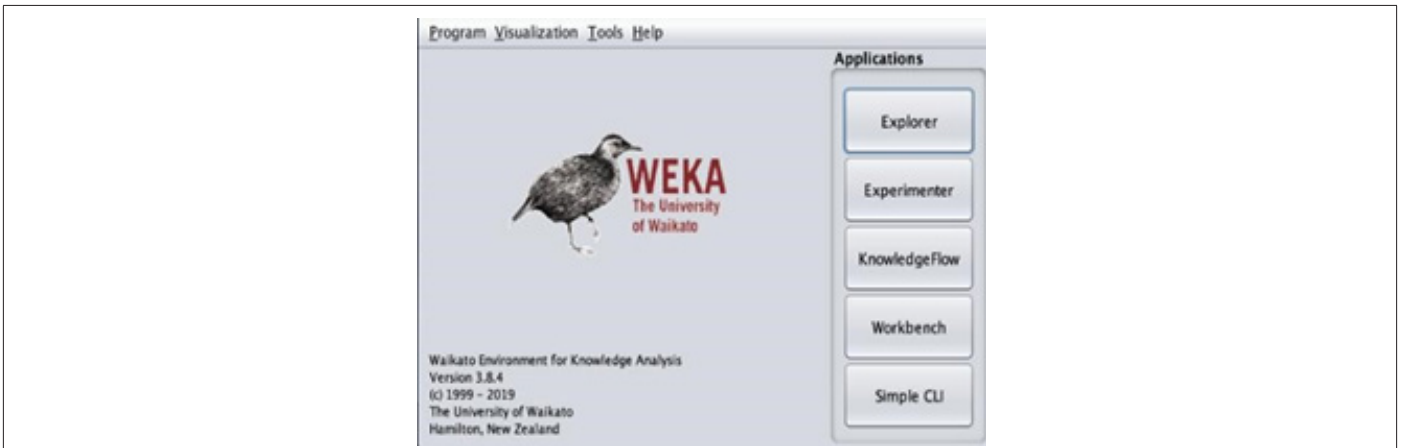 Program Visualization Tools Help
Applications
Explorer
WEKA
The University
of Waikato
Experimenter
KnowledgeFlow
Workbench
Simple CLI
Waikato Environment for Knowledge Analysis
Version 3.8.4
(c) 1999 - 2019
The University of Waikato
Hamilton, New Zealand